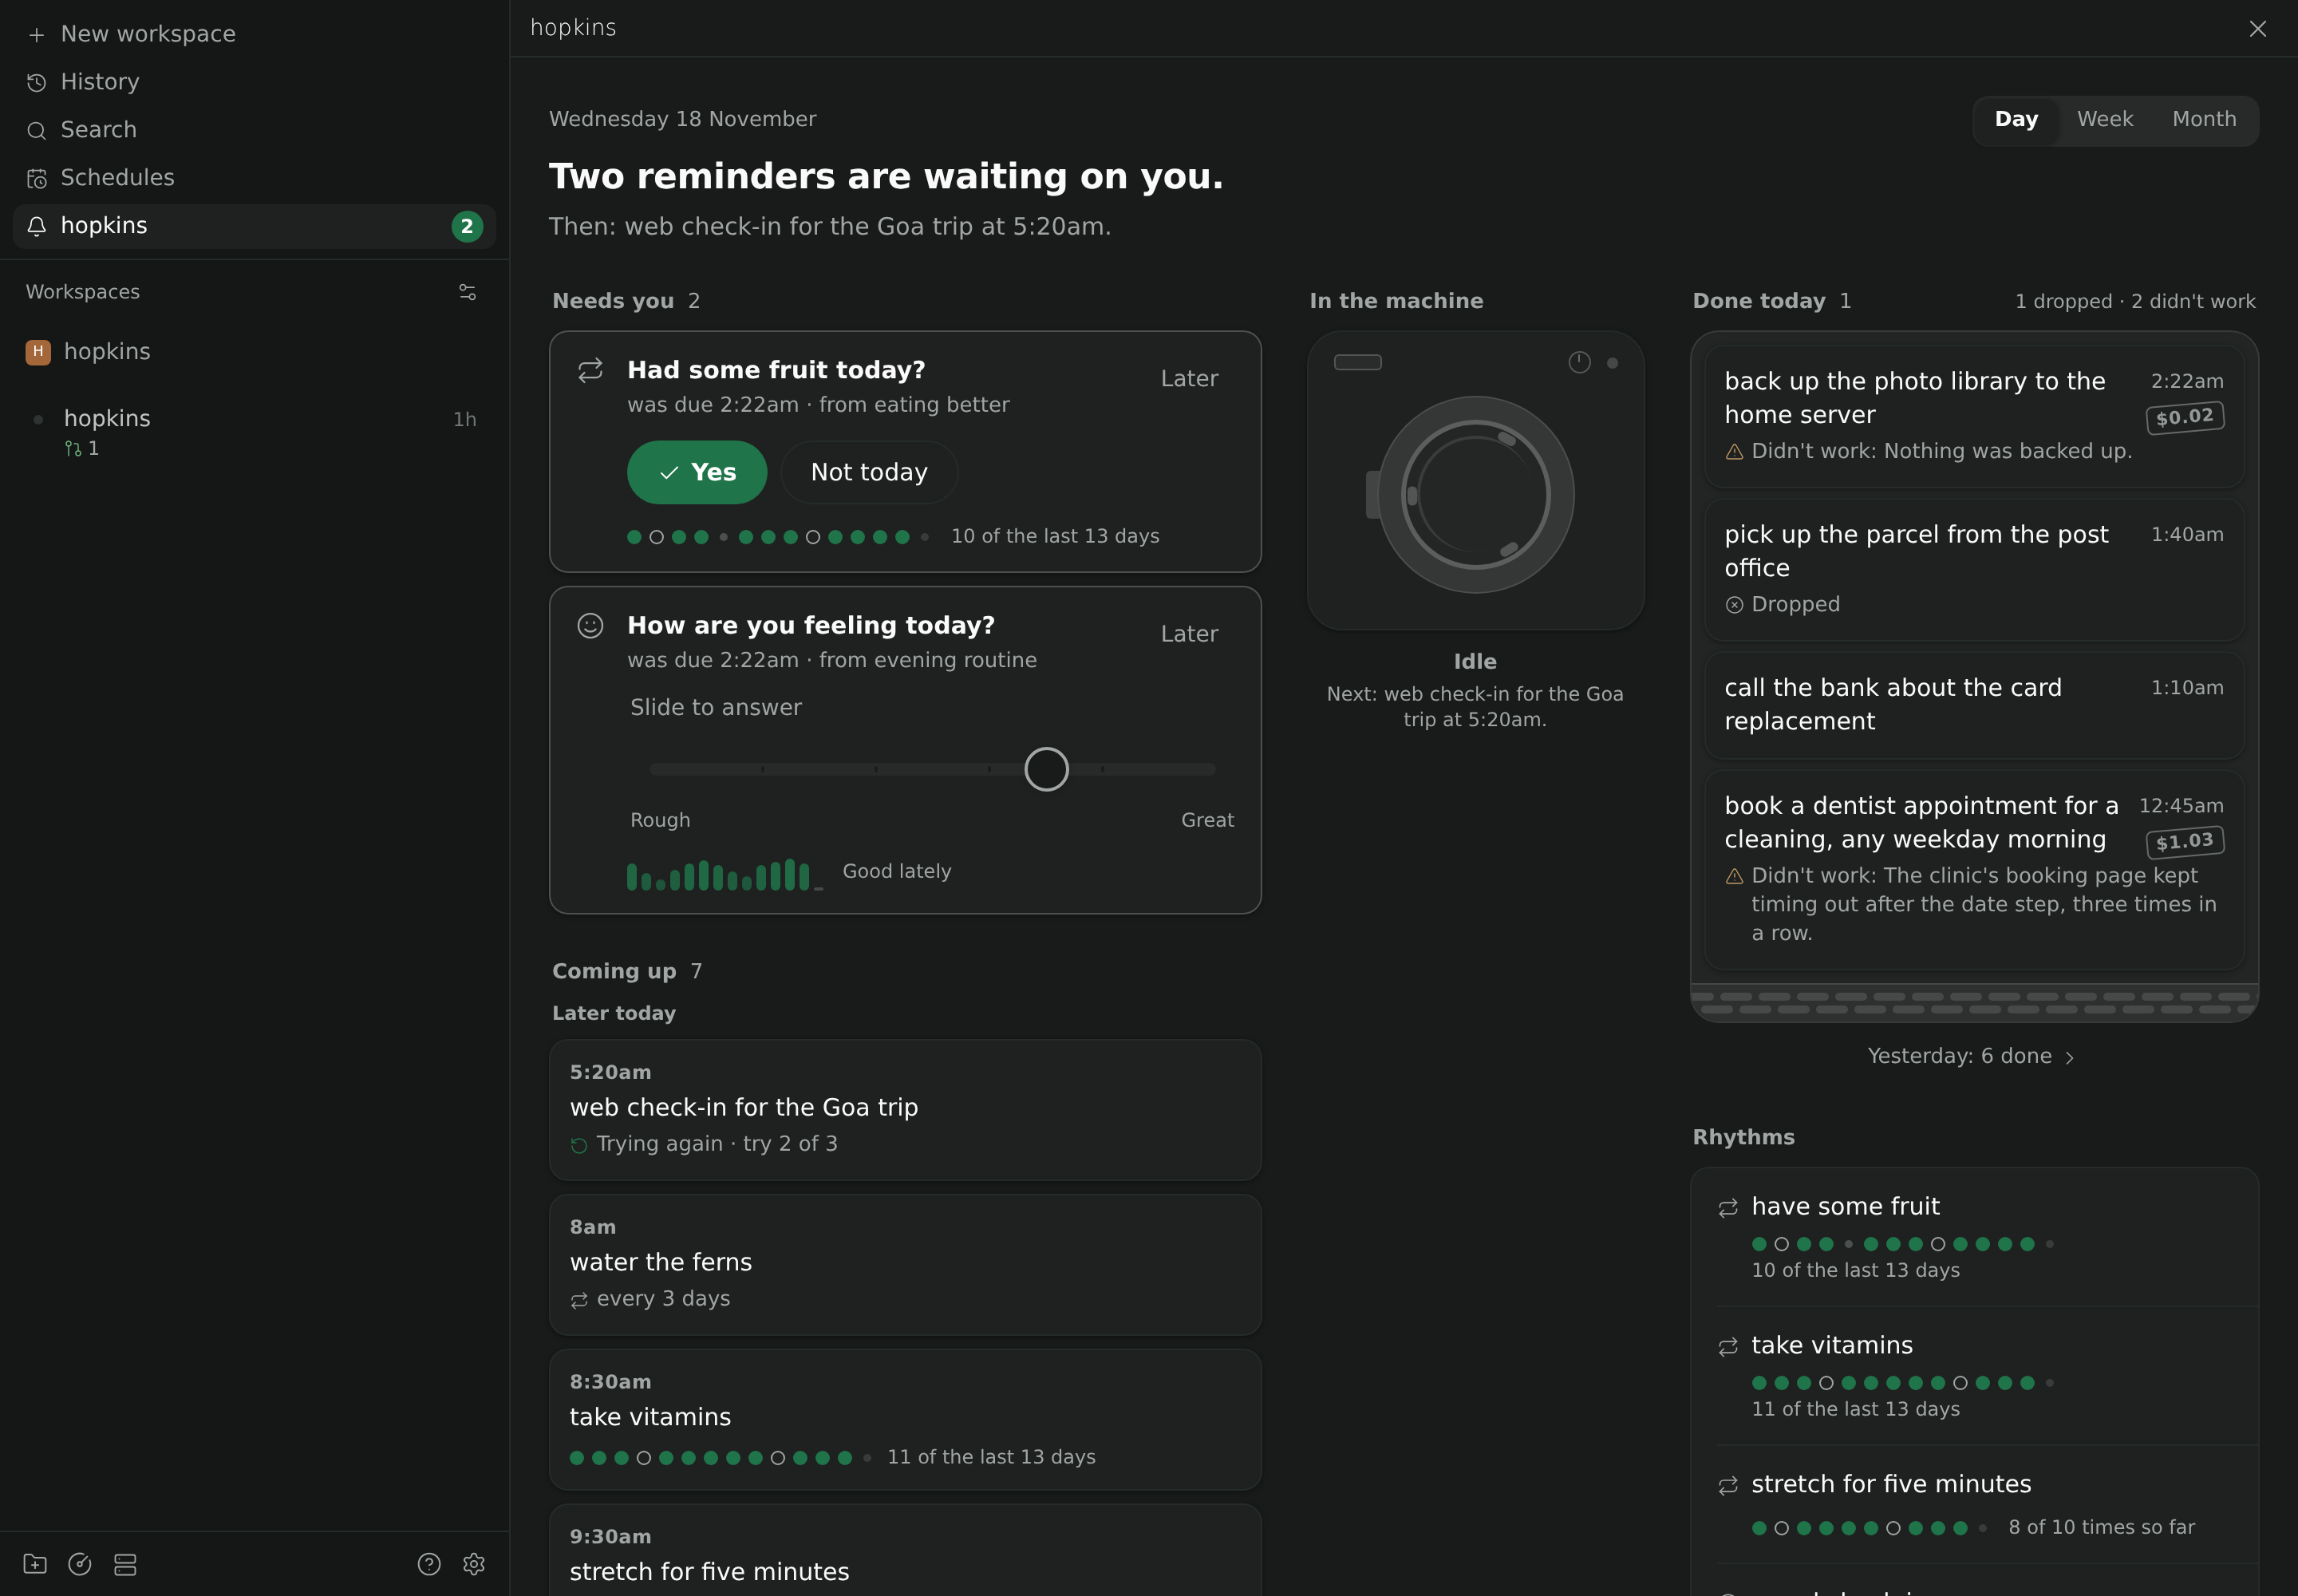 New workspace
History
Search
Schedules
hopkins
2
Workspaces
H
hopkins
hopkins
1h
1
hopkins
Wednesday 18 November
Day
Week
Month
Two reminders are waiting on you.
Then: web check-in for the Goa trip at 5:20am.
Needs you 2
Had some fruit today?
Later
was due 2:22am · from eating better
Yes
Not today
10 of the last 13 days
How are you feeling today?
Later
was due 2:22am · from evening routine
Slide to answer
Rough
Great
Good lately
Coming up 7
Later today
5:20am
web check-in for the Goa trip
Trying again · try 2 of 3
8am
water the ferns
every 3 days
8:30am
take vitamins
11 of the last 13 days
9:30am
stretch for five minutes
In the machine
Idle
Next: web check-in for the Goa
trip at 5:20am.
Done today 1
1 dropped · 2 didn't work
back up the photo library to the
home server
2:22am
$0.02
Didn't work: Nothing was backed up.
pick up the parcel from the post
office
1:40am
Dropped
call the bank about the card
replacement
1:10am
book a dentist appointment for a
cleaning, any weekday morning
12:45am
$1.03
Didn't work: The clinic's booking page kept
timing out after the date step, three times in
a row.
Yesterday: 6 done
Rhythms
have some fruit
10 of the last 13 days
take vitamins
11 of the last 13 days
stretch for five minutes
8 of 10 times so far